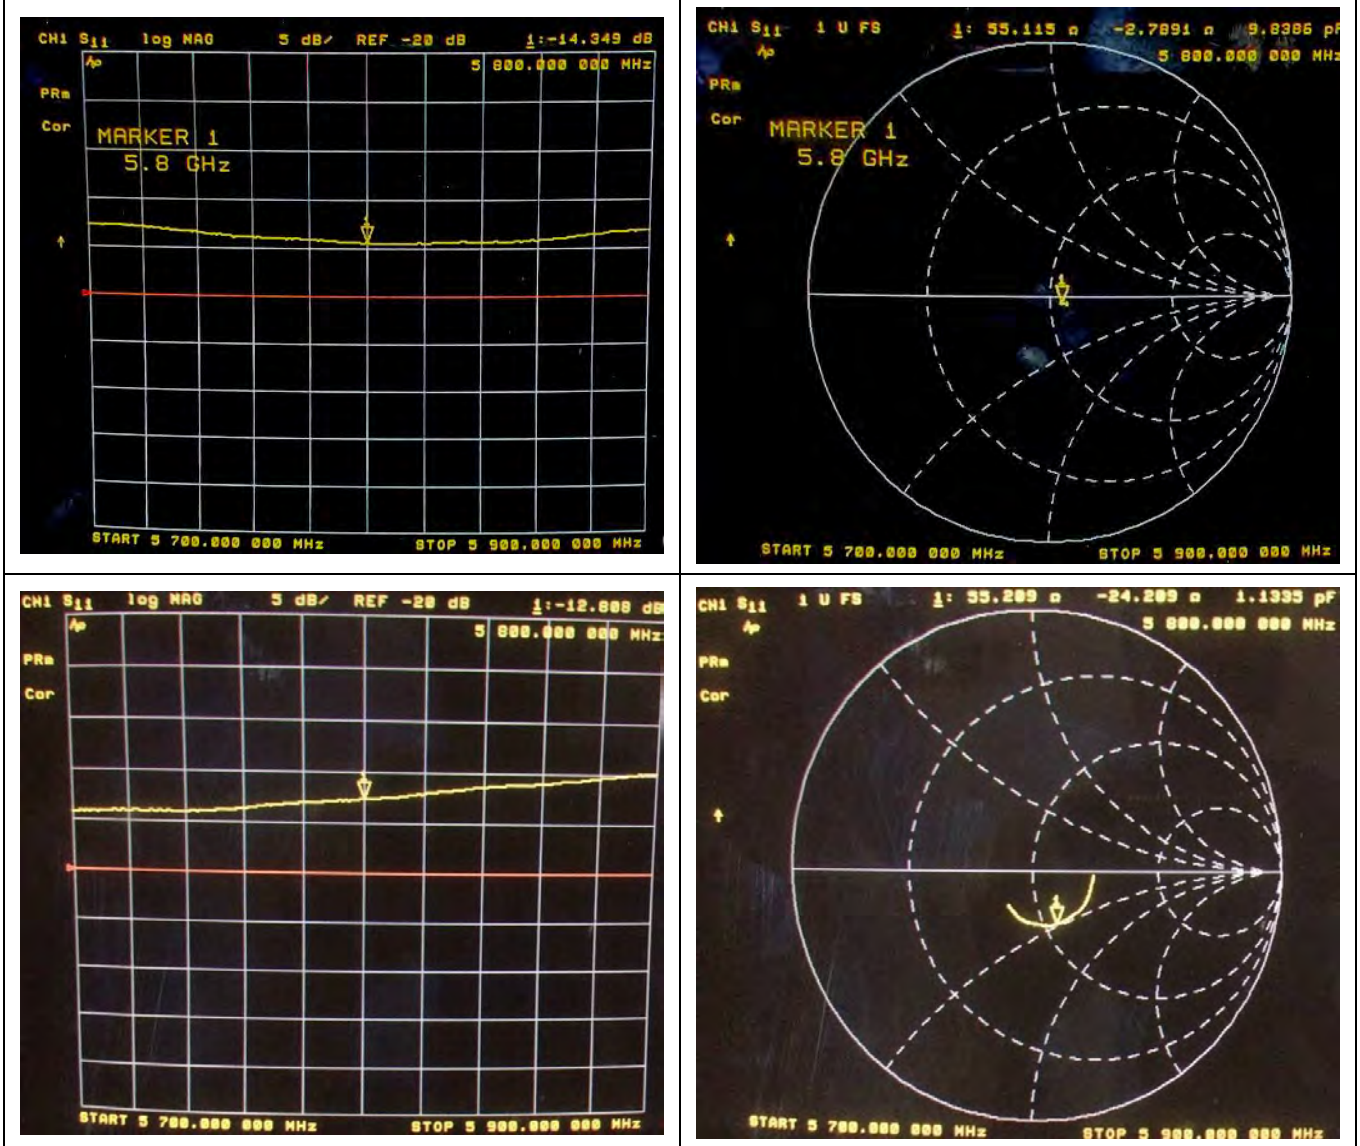 CH1 S11 log MAG 5 dB/ REF -20 dB 1:-14.349 dB
5 800.000 000 MHz
PRm
Cor
MARKER 1
5.8 GHz
1
START 5 700.000 000 MHz STOP 5 900.000 000 MHz
CH1 S11 1 U FS 1: 55.115 Ω -2.7891 Ω 9.8386 pF
5 800.000 000 MHz
PRm
Cor
MARKER 1
5.8 GHz
1
START 5 700.000 000 MHz STOP 5 900.000 000 MHz
CH1 S11 log MAG 5 dB/ REF -20 dB 1:-12.808 dB
5 800.000 000 MHz
PRm
Cor
1
START 5 700.000 000 MHz STOP 5 900.000 000 MHz
CH1 S11 1 U FS 1: 55.209 Ω -24.209 Ω 1.1335 pF
5 800.000 000 MHz
PRm
Cor
1
START 5 700.000 000 MHz STOP 5 900.000 000 MHz